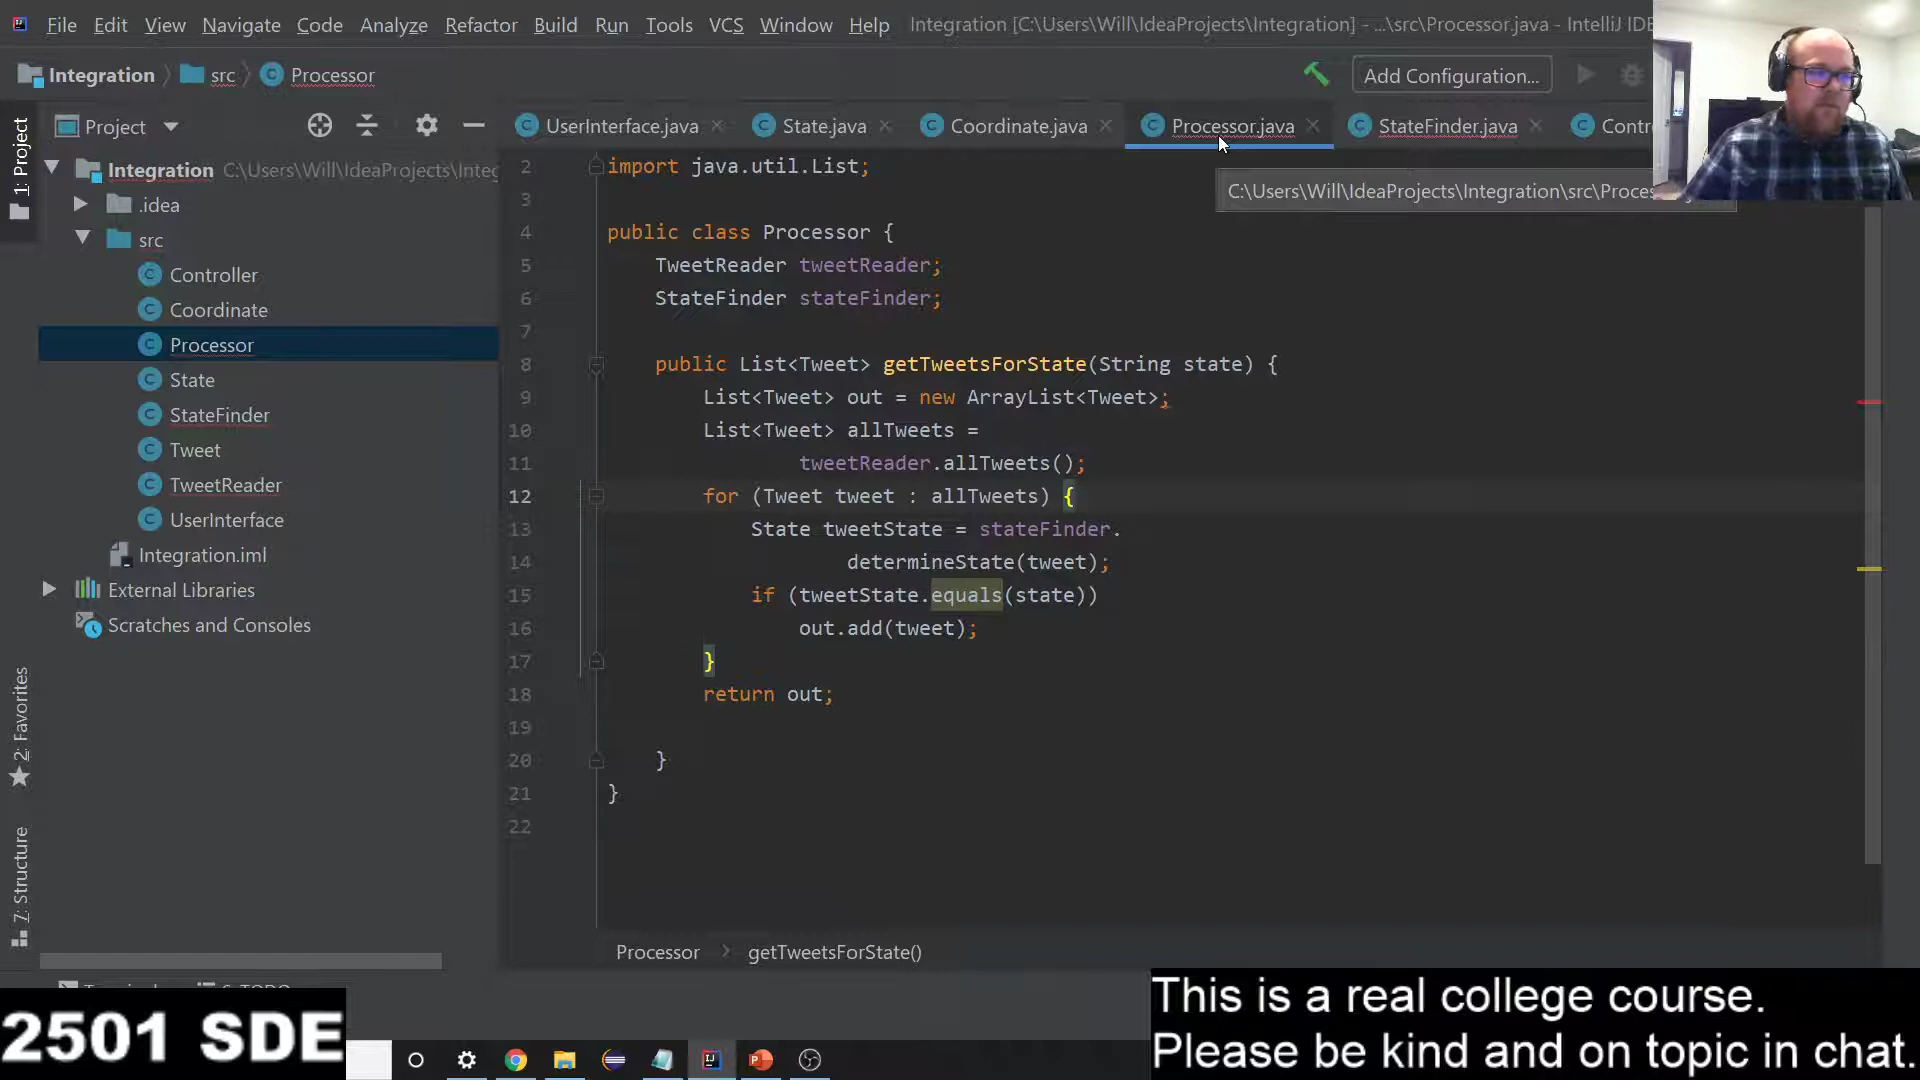 File Edit View Navigate Code Analyze Refactor Build Run Tools VCS Window Help Integration [C:\Users\Will\IdeaProjects\Integration] - ...\src\Processor.java - IntelliJ IDE
Integration src Processor
Add Configuration...
1: Project
Project
UserInterface.java State.java Coordinate.java Processor.java StateFinder.java Contr
C:\Users\Will\IdeaProjects\Integration\src\Proces
Integration C:\Users\Will\IdeaProjects\Integ
.idea
src
Controller
Coordinate
Processor
State
StateFinder
Tweet
TweetReader
UserInterface
Integration.iml
External Libraries
Scratches and Consoles
2: Favorites
7: Structure
2 import java.util.List;
3
4 public class Processor {
5 TweetReader tweetReader;
6 StateFinder stateFinder;
7
8 public List<Tweet> getTweetsForState(String state) {
9 List<Tweet> out = new ArrayList<Tweet>;
10 List<Tweet> allTweets =
11 tweetReader.allTweets();
12 for (Tweet tweet : allTweets) {
13 State tweetState = stateFinder.
14 determineState(tweet);
15 if (tweetState.equals(state))
16 out.add(tweet);
17 }
18 return out;
19
20 }
21 }
22
Processor getTweetsForState()
2501 SDE
This is a real college course.
Please be kind and on topic in chat.